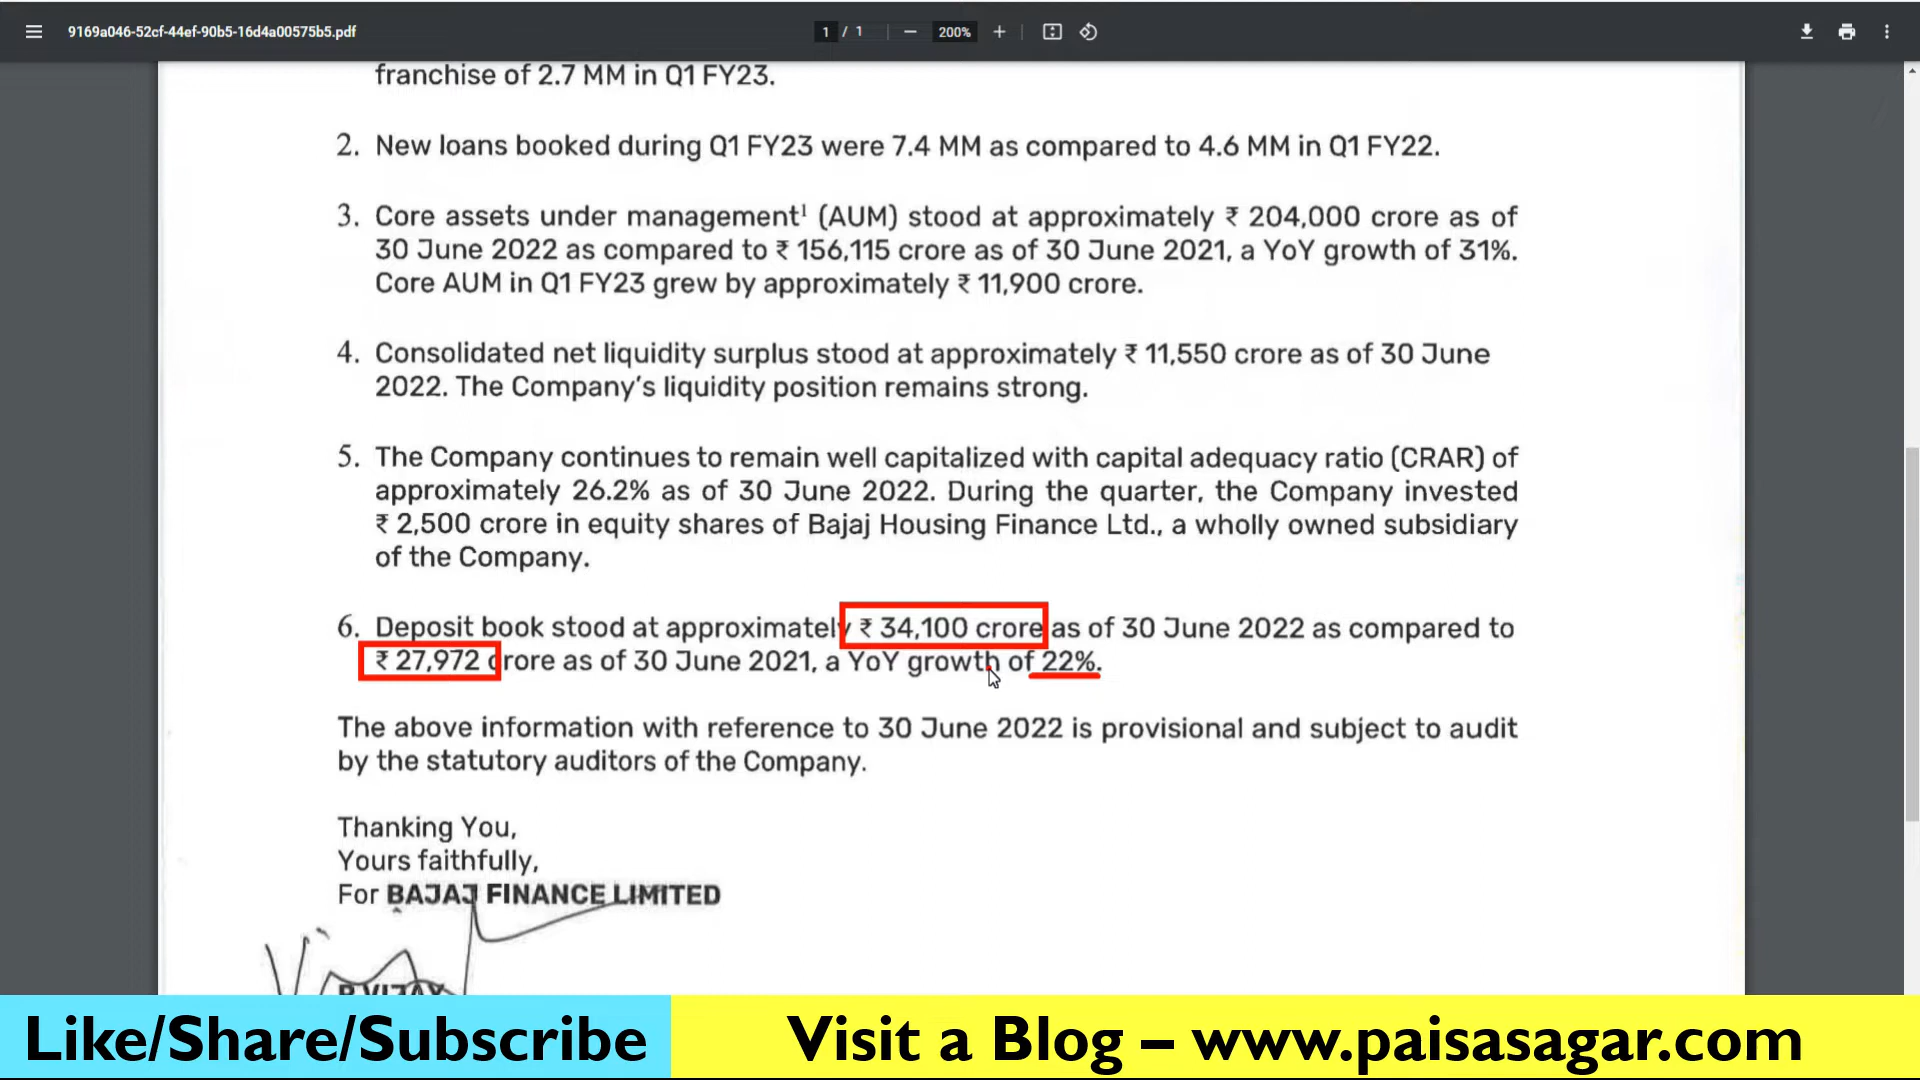 9169a046-52cf-44ef-90b5-16d4a00575b5.pdf
1 / 1
200%
franchise of 2.7 MM in Q1 FY23.
2. New loans booked during Q1 FY23 were 7.4 MM as compared to 4.6 MM in Q1 FY22.
3. Core assets under management¹ (AUM) stood at approximately ₹ 204,000 crore as of
30 June 2022 as compared to ₹ 156,115 crore as of 30 June 2021, a YoY growth of 31%.
Core AUM in Q1 FY23 grew by approximately ₹ 11,900 crore.
4. Consolidated net liquidity surplus stood at approximately ₹ 11,550 crore as of 30 June
2022. The Company's liquidity position remains strong.
5. The Company continues to remain well capitalized with capital adequacy ratio (CRAR) of
approximately 26.2% as of 30 June 2022. During the quarter, the Company invested
₹ 2,500 crore in equity shares of Bajaj Housing Finance Ltd., a wholly owned subsidiary
of the Company.
6. Deposit book stood at approximately ₹ 34,100 crore as of 30 June 2022 as compared to
₹ 27,972 crore as of 30 June 2021, a YoY growth of 22%.
The above information with reference to 30 June 2022 is provisional and subject to audit
by the statutory auditors of the Company.
Thanking You,
Yours faithfully,
For BAJAJ FINANCE LIMITED
Like/Share/Subscribe
Visit a Blog – www.paisasagar.com